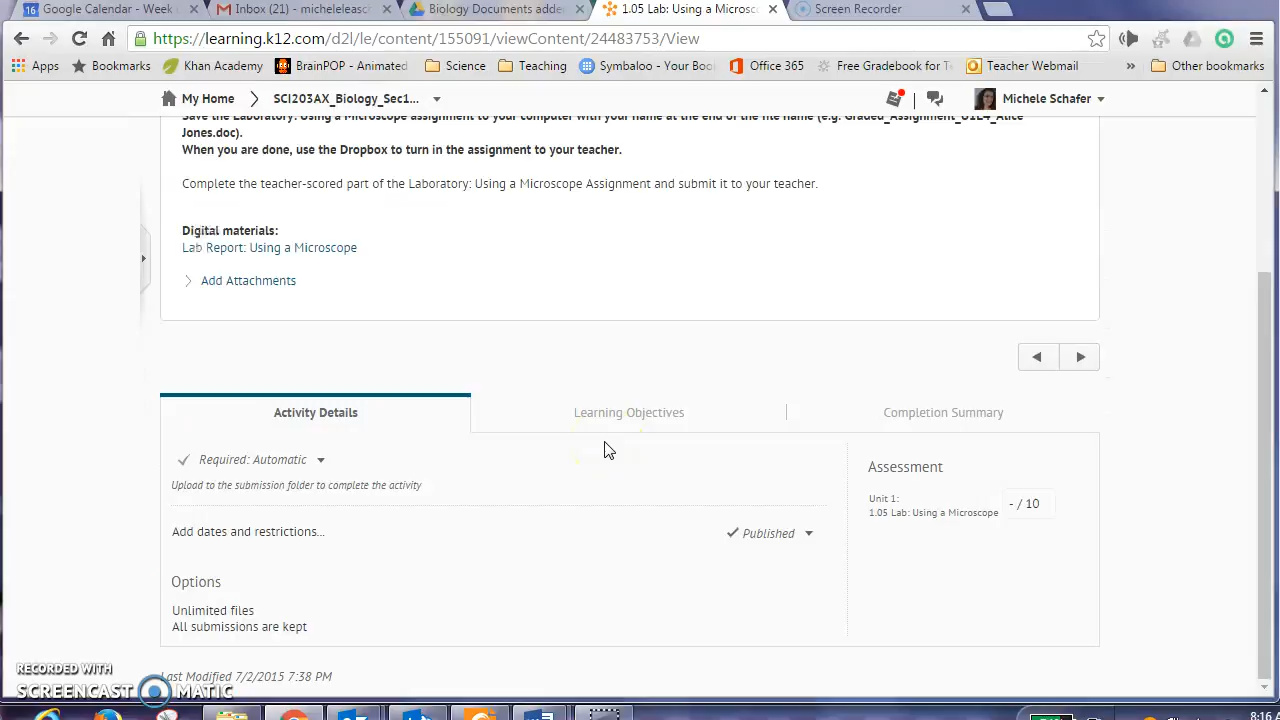 Google Calendar - Week
Inbox (21) - micheleleascr
Biology Documents adde
1.05 Lab: Using a Microsc
Screen Recorder
https://learning.k12.com/d2l/le/content/155091/viewContent/24483753/View
Apps
Bookmarks
Khan Academy
BrainPOP - Animated
Science
Teaching
Symbaloo - Your Boo
Office 365
Free Gradebook for T
Teacher Webmail
»
Other bookmarks
My Home
SCI203AX_Biology_Sec1...
Michele Schafer
Save the Laboratory: Using a Microscope assignment to your computer with your name at the end of the file name (e.g. Graded_Assignment_U1L4_Alice
Jones.doc).
When you are done, use the Dropbox to turn in the assignment to your teacher.
Complete the teacher-scored part of the Laboratory: Using a Microscope Assignment and submit it to your teacher.
Digital materials:
Lab Report: Using a Microscope
Add Attachments
Activity Details
Learning Objectives
Completion Summary
Required: Automatic
Upload to the submission folder to complete the activity
Assessment
Unit 1:
1.05 Lab: Using a Microscope
- / 10
Add dates and restrictions...
Published
Options
Unlimited files
All submissions are kept
Last Modified 7/2/2015 7:38 PM
RECORDED WITH
SCREENCAST MATIC
8:16